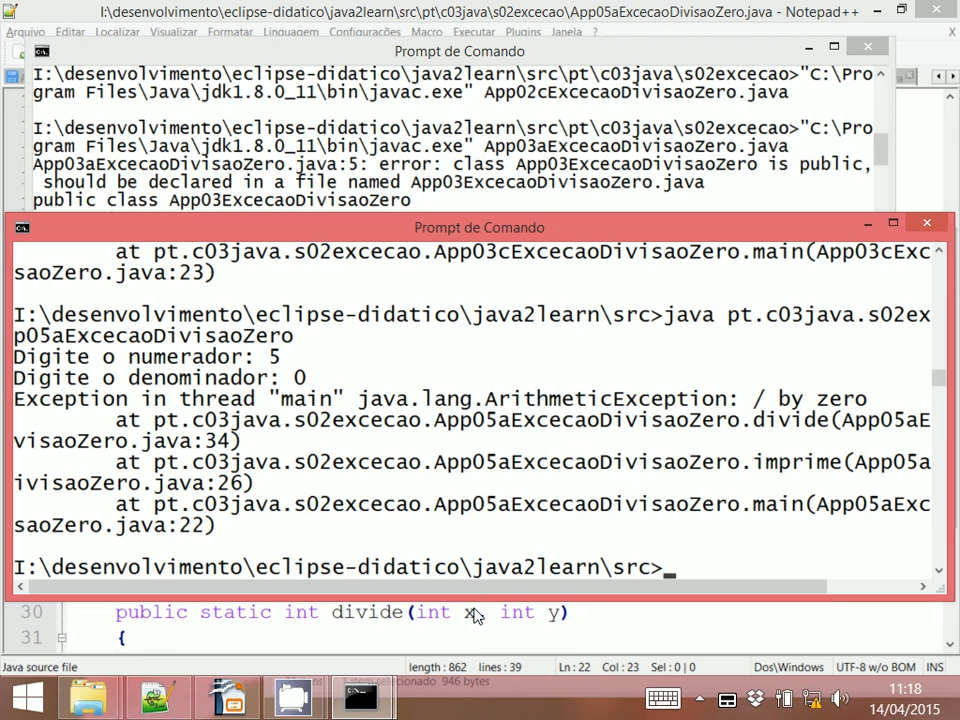 I:\desenvolvimento\eclipse-didatico\java2learn\src\pt\c03java\s02excecao\App05aExcecaoDivisaoZero.java - Notepad++
Arquivo Editar Localizar Visualizar Formatar Linguagem Configurações Macro Executar Plugins Janela ? X
Prompt de Comando
I:\desenvolvimento\eclipse-didatico\java2learn\src\pt\c03java\s02excecao>"C:\Pro
gram Files\Java\jdk1.8.0_11\bin\javac.exe" App02cExcecaoDivisaoZero.java
I:\desenvolvimento\eclipse-didatico\java2learn\src\pt\c03java\s02excecao>"C:\Pro
gram Files\Java\jdk1.8.0_11\bin\javac.exe" App03aExcecaoDivisaoZero.java
App03aExcecaoDivisaoZero.java:5: error: class App03ExcecaoDivisaoZero is public,
should be declared in a file named App03ExcecaoDivisaoZero.java
public class App03ExcecaoDivisaoZero
Prompt de Comando
at pt.c03java.s02excecao.App03cExcecaoDivisaoZero.main(App03cExc
saoZero.java:23)
I:\desenvolvimento\eclipse-didatico\java2learn\src>java pt.c03java.s02ex
p05aExcecaoDivisaoZero
Digite o numerador: 5
Digite o denominador: 0
Exception in thread "main" java.lang.ArithmeticException: / by zero
at pt.c03java.s02excecao.App05aExcecaoDivisaoZero.divide(App05aE
visaoZero.java:34)
at pt.c03java.s02excecao.App05aExcecaoDivisaoZero.imprime(App05a
ivisaoZero.java:26)
at pt.c03java.s02excecao.App05aExcecaoDivisaoZero.main(App05aExc
saoZero.java:22)
I:\desenvolvimento\eclipse-didatico\java2learn\src>_
30 public static int divide(int x, int y)
31 {
Java source file length : 862 lines : 39 Ln : 22 Col : 23 Sel : 0 | 0 Dos\Windows UTF-8 w/o BOM INS
1 item selecionado 946 bytes
11:18
14/04/2015